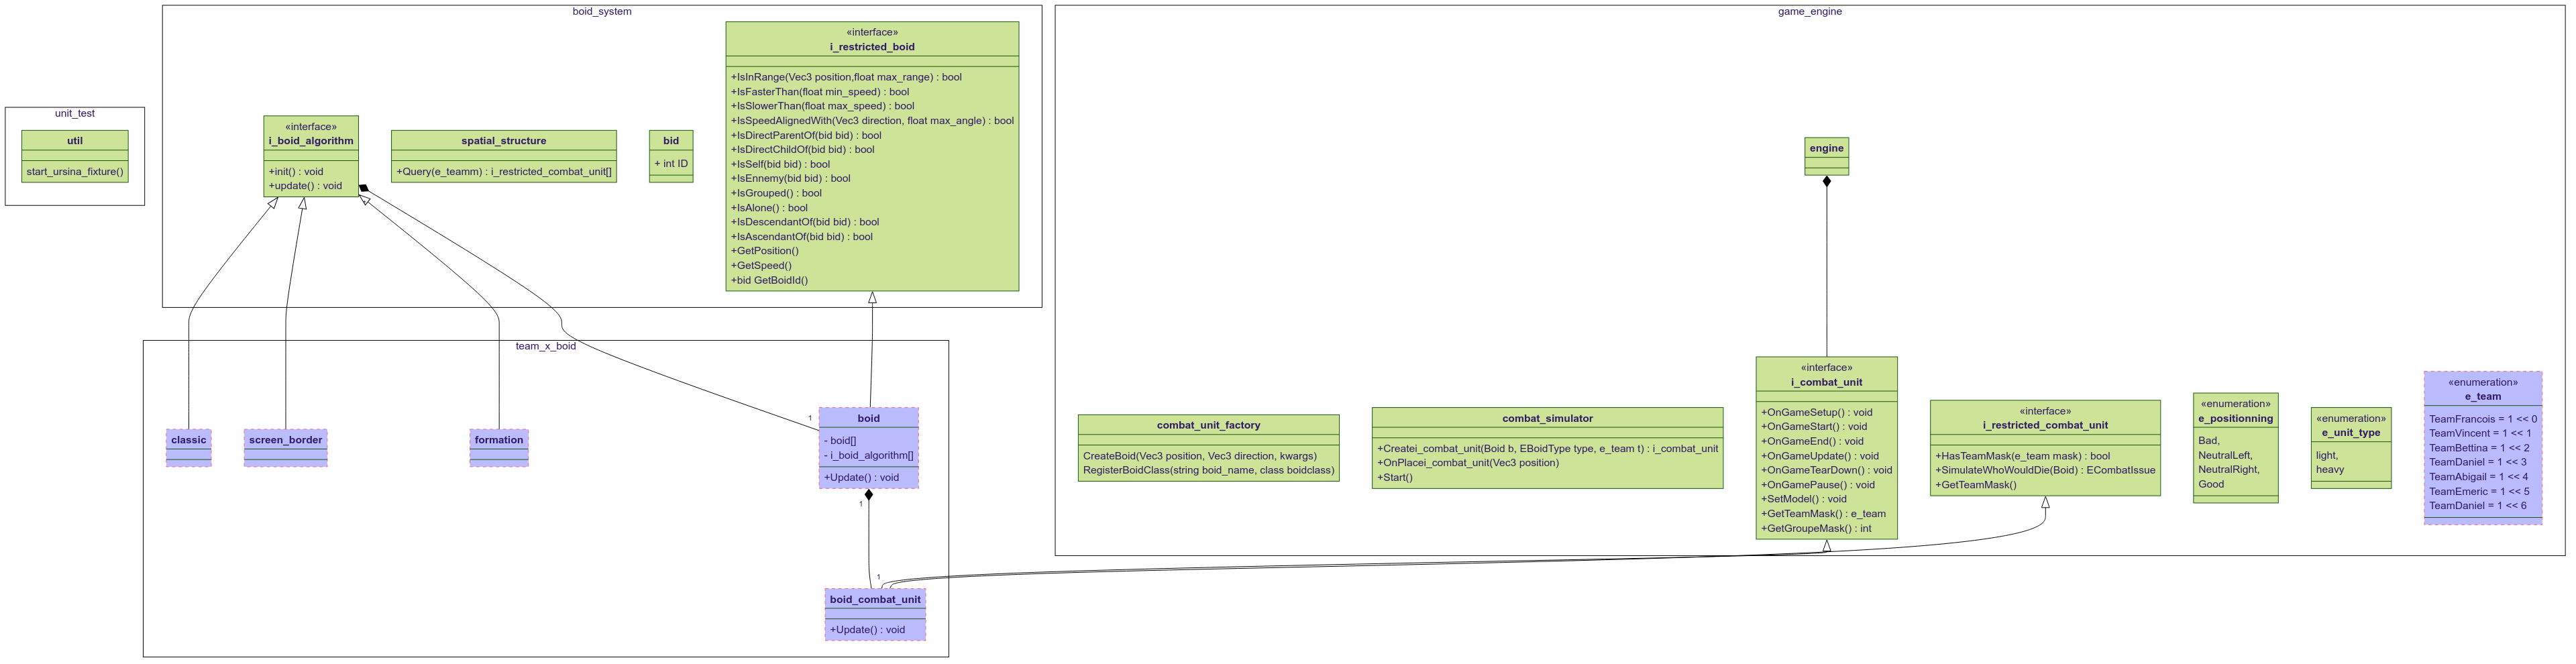 boid_system
«interface»
i_restricted_boid
+IsInRange(Vec3 position,float max_range) : bool
+IsFasterThan(float min_speed) : bool
+IsSlowerThan(float max_speed) : bool
+IsSpeedAlignedWith(Vec3 direction, float max_angle) : bool
+IsDirectParentOf(bid bid) : bool
+IsDirectChildOf(bid bid) : bool
+IsSelf(bid bid) : bool
+IsEnnemy(bid bid) : bool
+IsGrouped() : bool
+IsAlone() : bool
+IsDescendantOf(bid bid) : bool
+IsAscendantOf(bid bid) : bool
+GetPosition()
+GetSpeed()
+bid GetBoidId()
«interface»
i_boid_algorithm
+init() : void
+update() : void
spatial_structure
+Query(e_teamm) : i_restricted_combat_unit[]
bid
+ int ID
unit_test
util
start_ursina_fixture()
team_x_boid
classic
screen_border
formation
1
boid
- boid[]
- i_boid_algorithm[]
+Update() : void
1
1
boid_combat_unit
+Update() : void
game_engine
engine
combat_unit_factory
CreateBoid(Vec3 position, Vec3 direction, kwargs)
RegisterBoidClass(string boid_name, class boidclass)
combat_simulator
+Createi_combat_unit(Boid b, EBoidType type, e_team t) : i_combat_unit
+OnPlacei_combat_unit(Vec3 position)
+Start()
«interface»
i_combat_unit
+OnGameSetup() : void
+OnGameStart() : void
+OnGameEnd() : void
+OnGameUpdate() : void
+OnGameTearDown() : void
+OnGamePause() : void
+SetModel() : void
+GetTeamMask() : e_team
+GetGroupeMask() : int
«interface»
i_restricted_combat_unit
+HasTeamMask(e_team mask) : bool
+SimulateWhoWouldDie(Boid) : ECombatIssue
+GetTeamMask()
«enumeration»
e_positionning
Bad,
NeutralLeft,
NeutralRight,
Good
«enumeration»
e_unit_type
light,
heavy
«enumeration»
e_team
TeamFrancois = 1 << 0
TeamVincent = 1 << 1
TeamBettina = 1 << 2
TeamDaniel = 1 << 3
TeamAbigail = 1 << 4
TeamEmeric = 1 << 5
TeamDaniel = 1 << 6